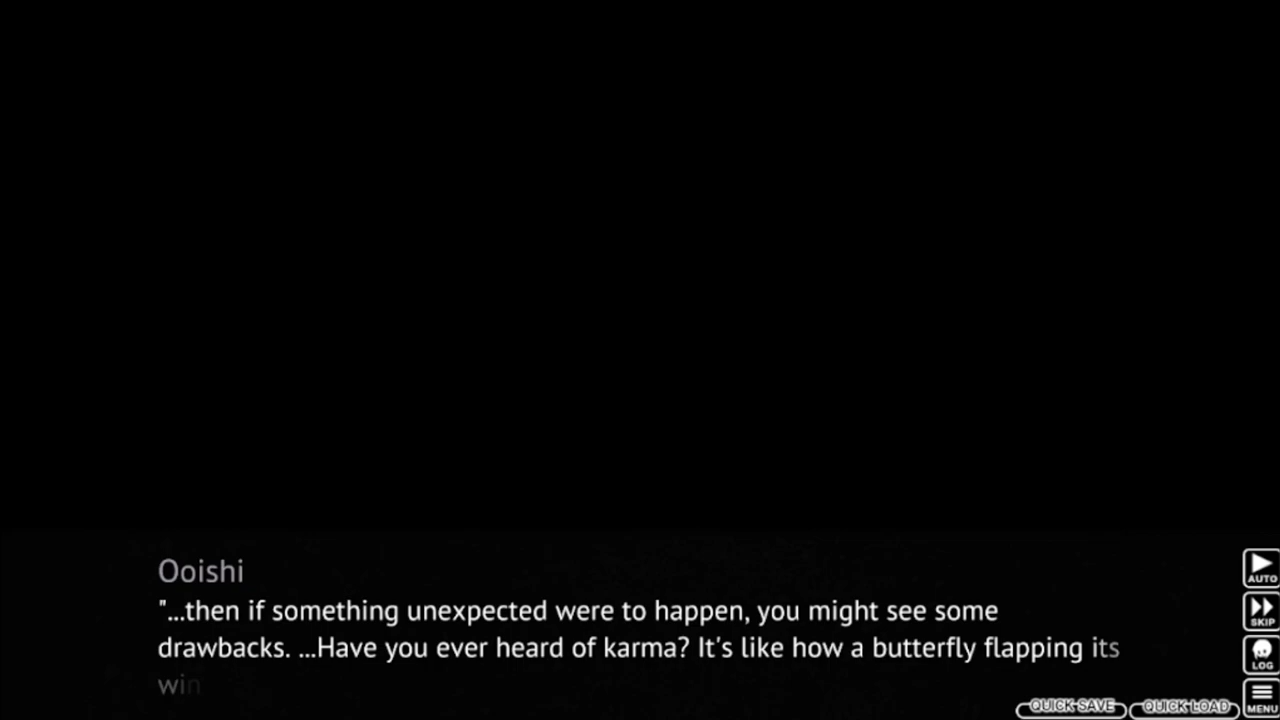 Ooishi
"...then if something unexpected were to happen, you might see some
drawbacks. ...Have you ever heard of karma? It's like how a butterfly flapping its
win
AUTO
SKIP
LOG
MENU
QUICK SAVE QUICK LOAD